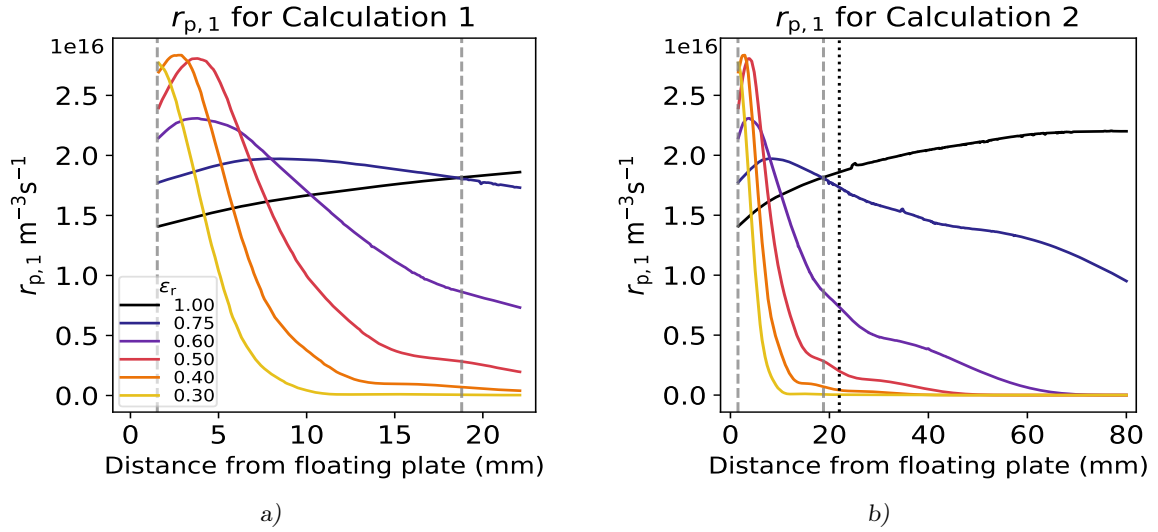 r_p, 1 for Calculation 1
1e16
r_p, 1 m^−3s^−1
2.5
2.0
1.5
1.0
0.5
0.0
ε_r
1.00
0.75
0.60
0.50
0.40
0.30
0 5 10 15 20
Distance from floating plate (mm)
a)
r_p, 1 for Calculation 2
1e16
r_p, 1 m^−3s^−1
2.5
2.0
1.5
1.0
0.5
0.0
0 20 40 60 80
Distance from floating plate (mm)
b)